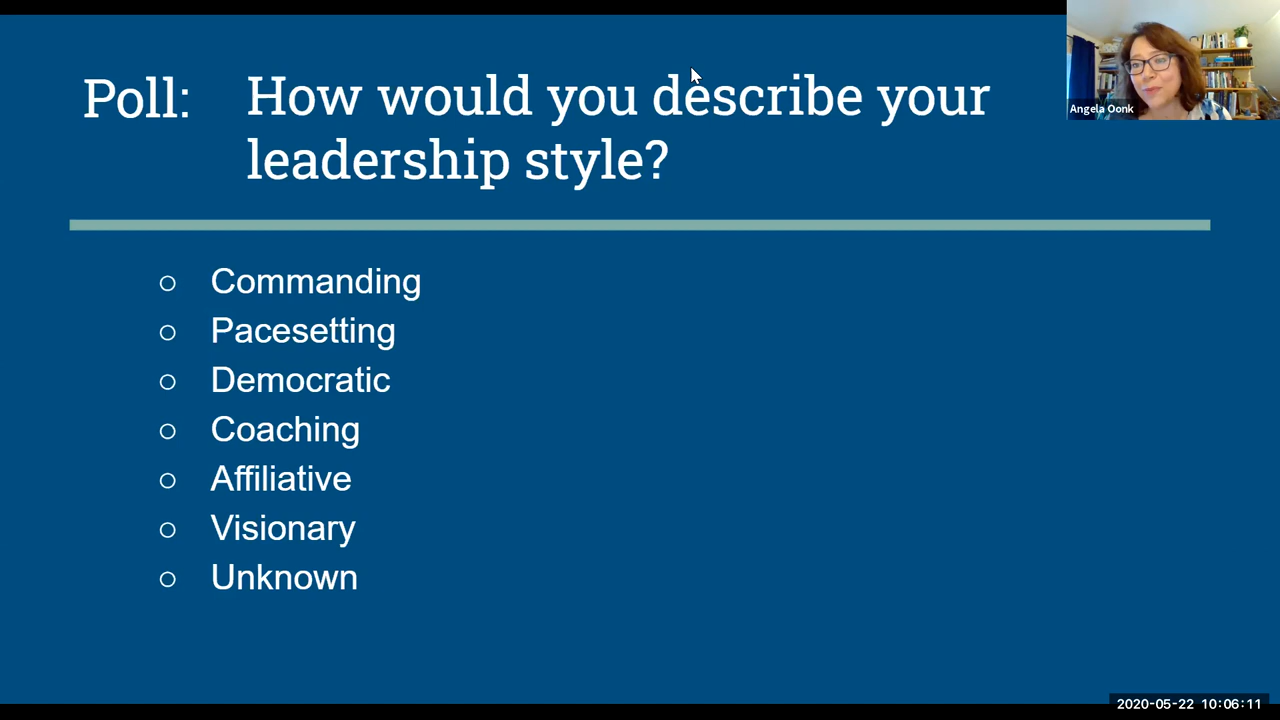 Poll: How would you describe your
leadership style?
Angela Oonk
Commanding
Pacesetting
Democratic
Coaching
Affiliative
Visionary
Unknown
2020-05-22 10:06:11